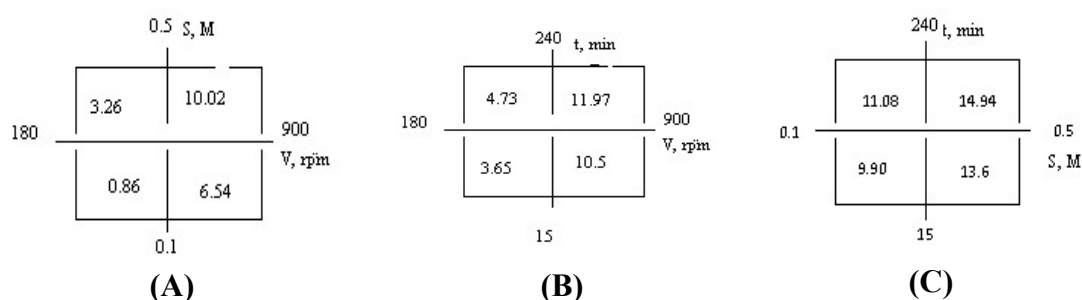 0.5 S, M
3.26 10.02
180 900
V, rpm
0.86 6.54
0.1
(A)
240 t, min
4.73 11.97
180 900
V, rpm
3.65 10.5
15
(B)
240 t, min
11.08 14.94
0.1 0.5
S, M
9.90 13.6
15
(C)